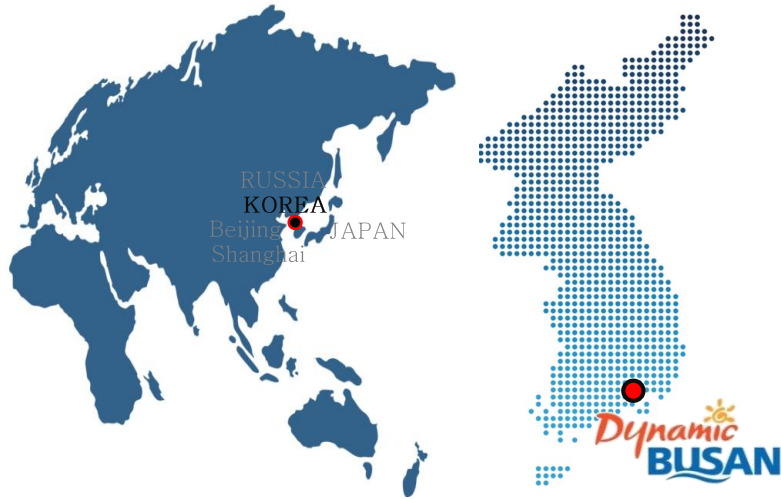 RUSSIA
KOREA
Beijing JAPAN
Shanghai
Dynamic
BUSAN